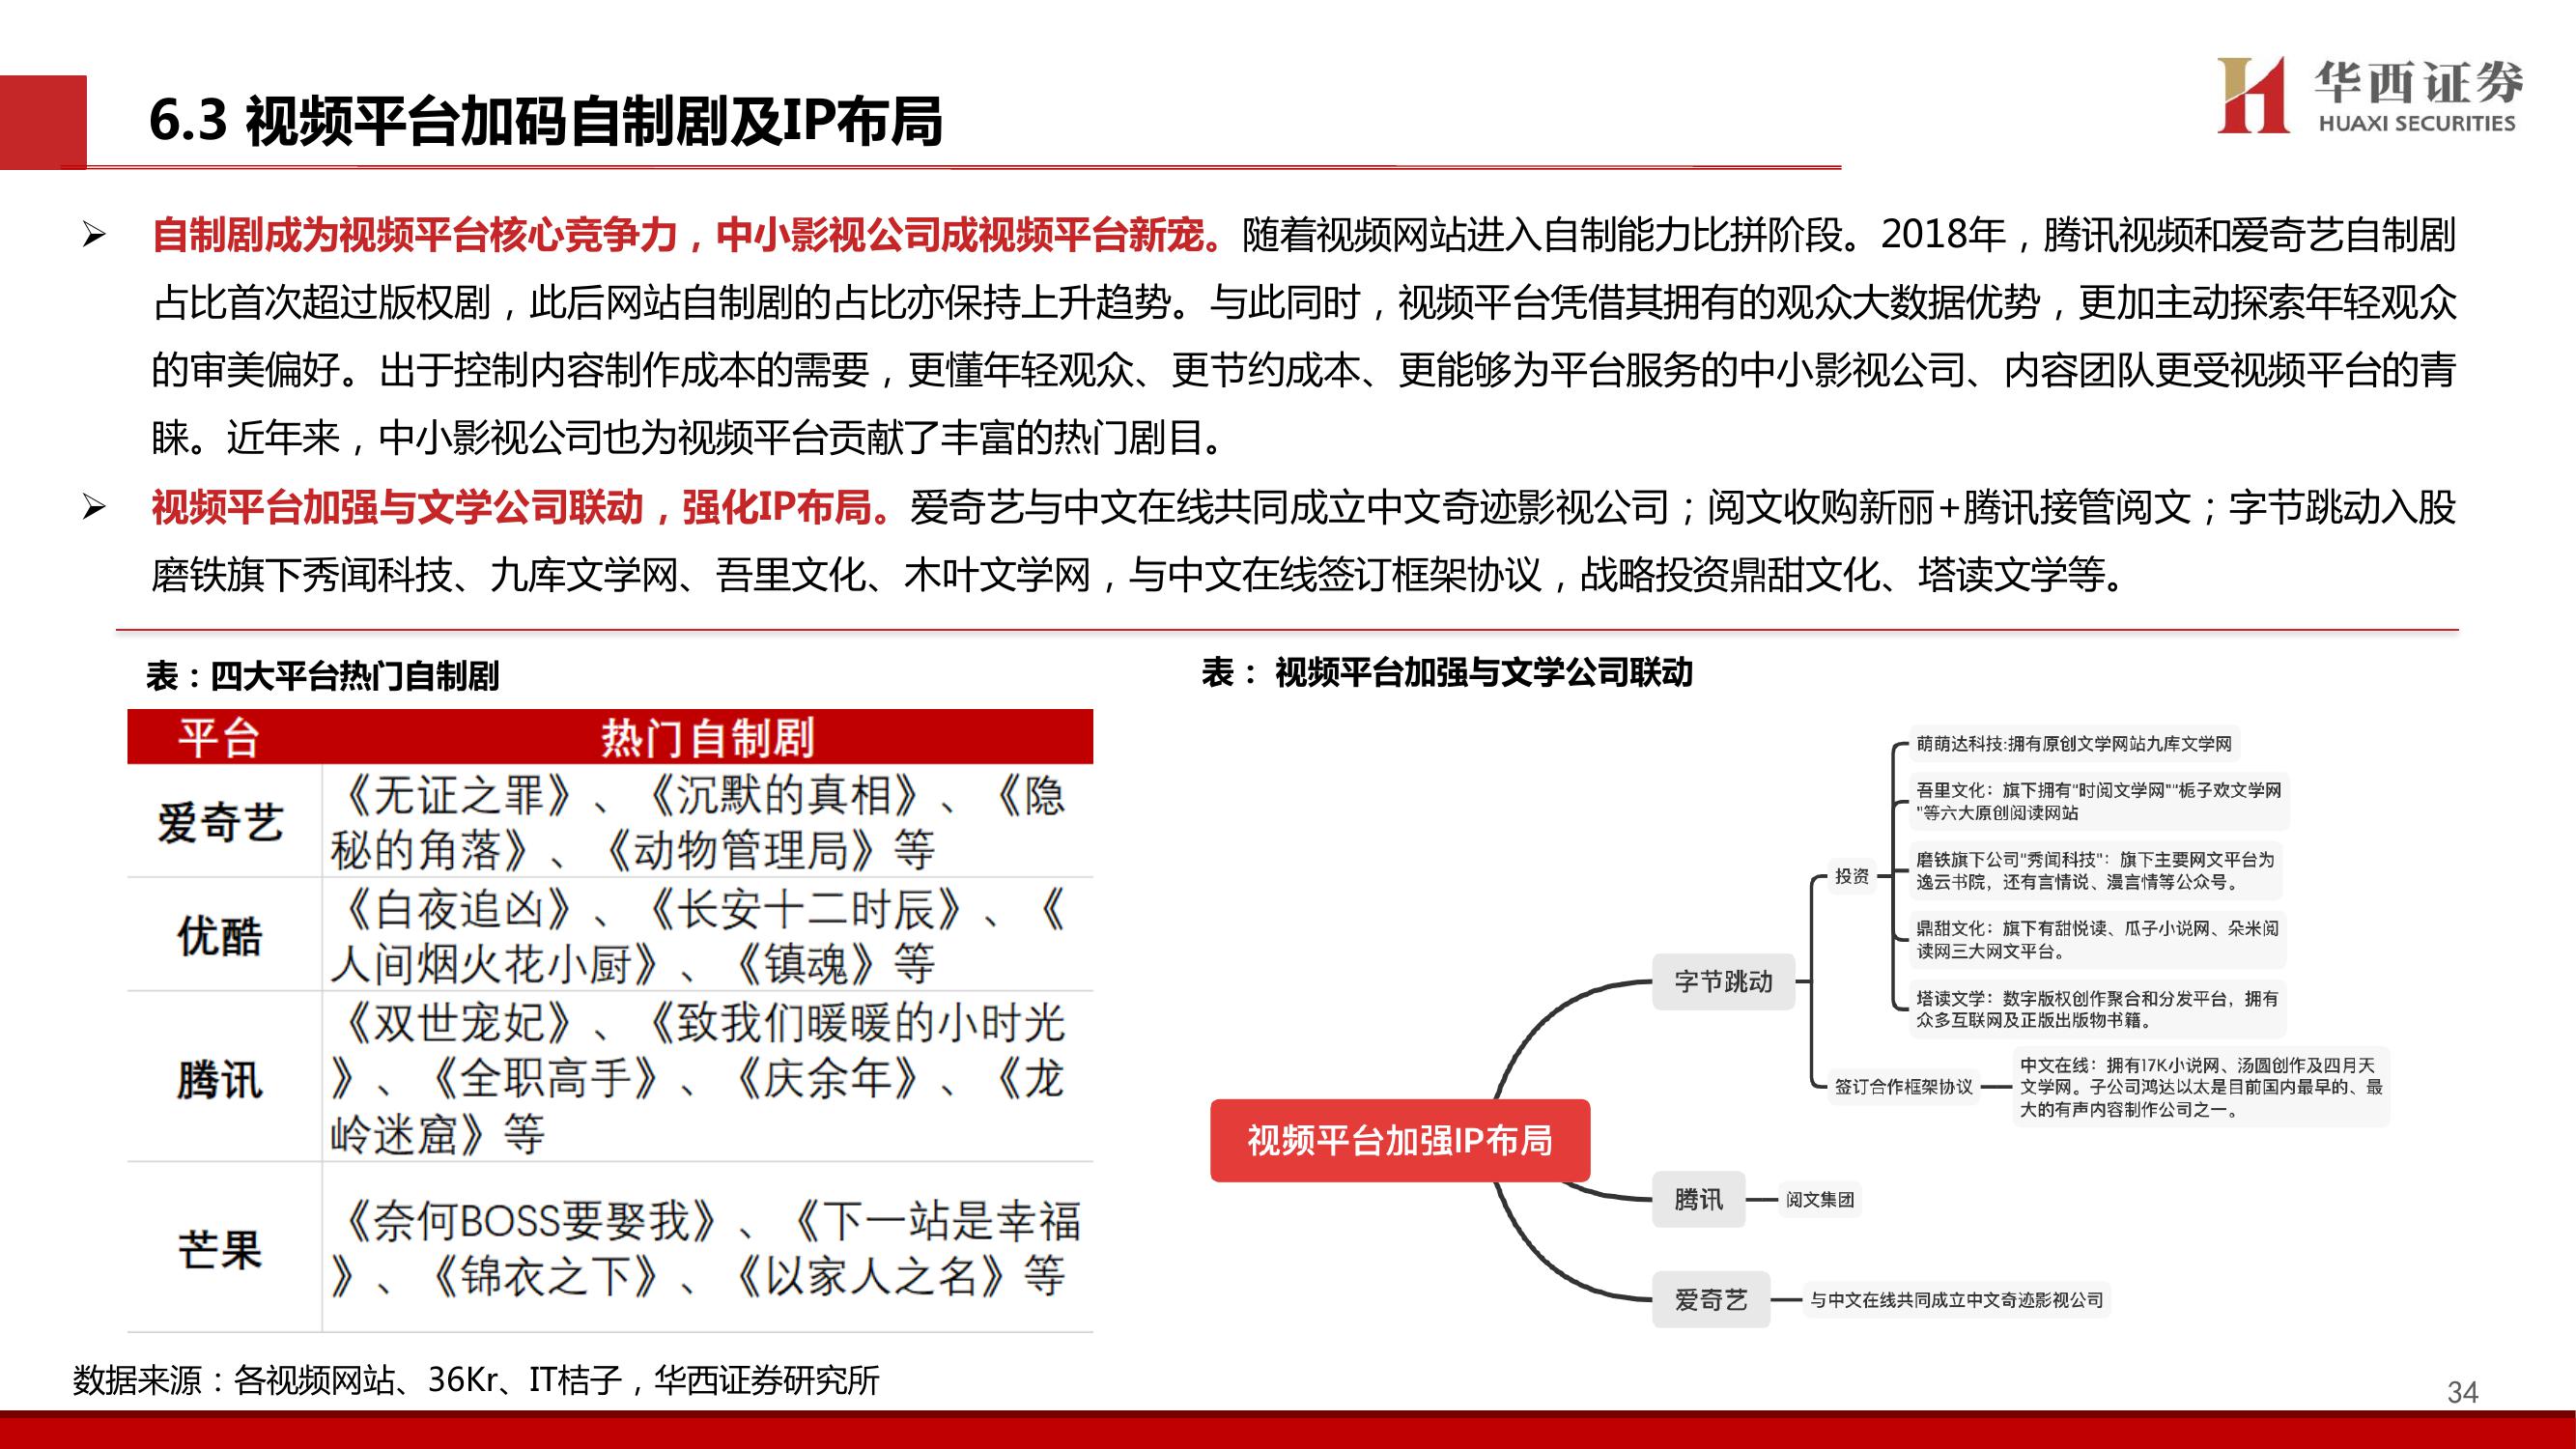 6.3 视频平台加码自制剧及IP布局
华西证券
HUAXI SECURITIES
自制剧成为视频平台核心竞争力，中小影视公司成视频平台新宠。随着视频网站进入自制能力比拼阶段。2018年，腾讯视频和爱奇艺自制剧
占比首次超过版权剧，此后网站自制剧的占比亦保持上升趋势。与此同时，视频平台凭借其拥有的观众大数据优势，更加主动探索年轻观众
的审美偏好。出于控制内容制作成本的需要，更懂年轻观众、更节约成本、更能够为平台服务的中小影视公司、内容团队更受视频平台的青
睐。近年来，中小影视公司也为视频平台贡献了丰富的热门剧目。
视频平台加强与文学公司联动，强化IP布局。爱奇艺与中文在线共同成立中文奇迹影视公司；阅文收购新丽+腾讯接管阅文；字节跳动入股
磨铁旗下秀闻科技、九库文学网、吾里文化、木叶文学网，与中文在线签订框架协议，战略投资鼎甜文化、塔读文学等。
表：四大平台热门自制剧
平台 热门自制剧
爱奇艺
《无证之罪》、《沉默的真相》、《隐
秘的角落》、《动物管理局》等
优酷
《白夜追凶》、《长安十二时辰》、《
人间烟火花小厨》、《镇魂》等
腾讯
《双世宠妃》、《致我们暖暖的小时光
》、《全职高手》、《庆余年》、《龙
岭迷窟》等
芒果
《奈何BOSS要娶我》、《下一站是幸福
》、《锦衣之下》、《以家人之名》等
表： 视频平台加强与文学公司联动
视频平台加强IP布局
字节跳动
投资
萌萌达科技:拥有原创文学网站九库文学网
吾里文化：旗下拥有"时阅文学网""栀子欢文学网
"等六大原创阅读网站
磨铁旗下公司"秀闻科技"：旗下主要网文平台为
逸云书院，还有言情说、漫言情等公众号。
鼎甜文化：旗下有甜悦读、瓜子小说网、朵米阅
读网三大网文平台。
塔读文学：数字版权创作聚合和分发平台，拥有
众多互联网及正版出版物书籍。
签订合作框架协议
中文在线：拥有17K小说网、汤圆创作及四月天
文学网。子公司鸿达以太是目前国内最早的、最
大的有声内容制作公司之一。
腾讯
阅文集团
爱奇艺
与中文在线共同成立中文奇迹影视公司
数据来源：各视频网站、36Kr、IT桔子，华西证券研究所
34